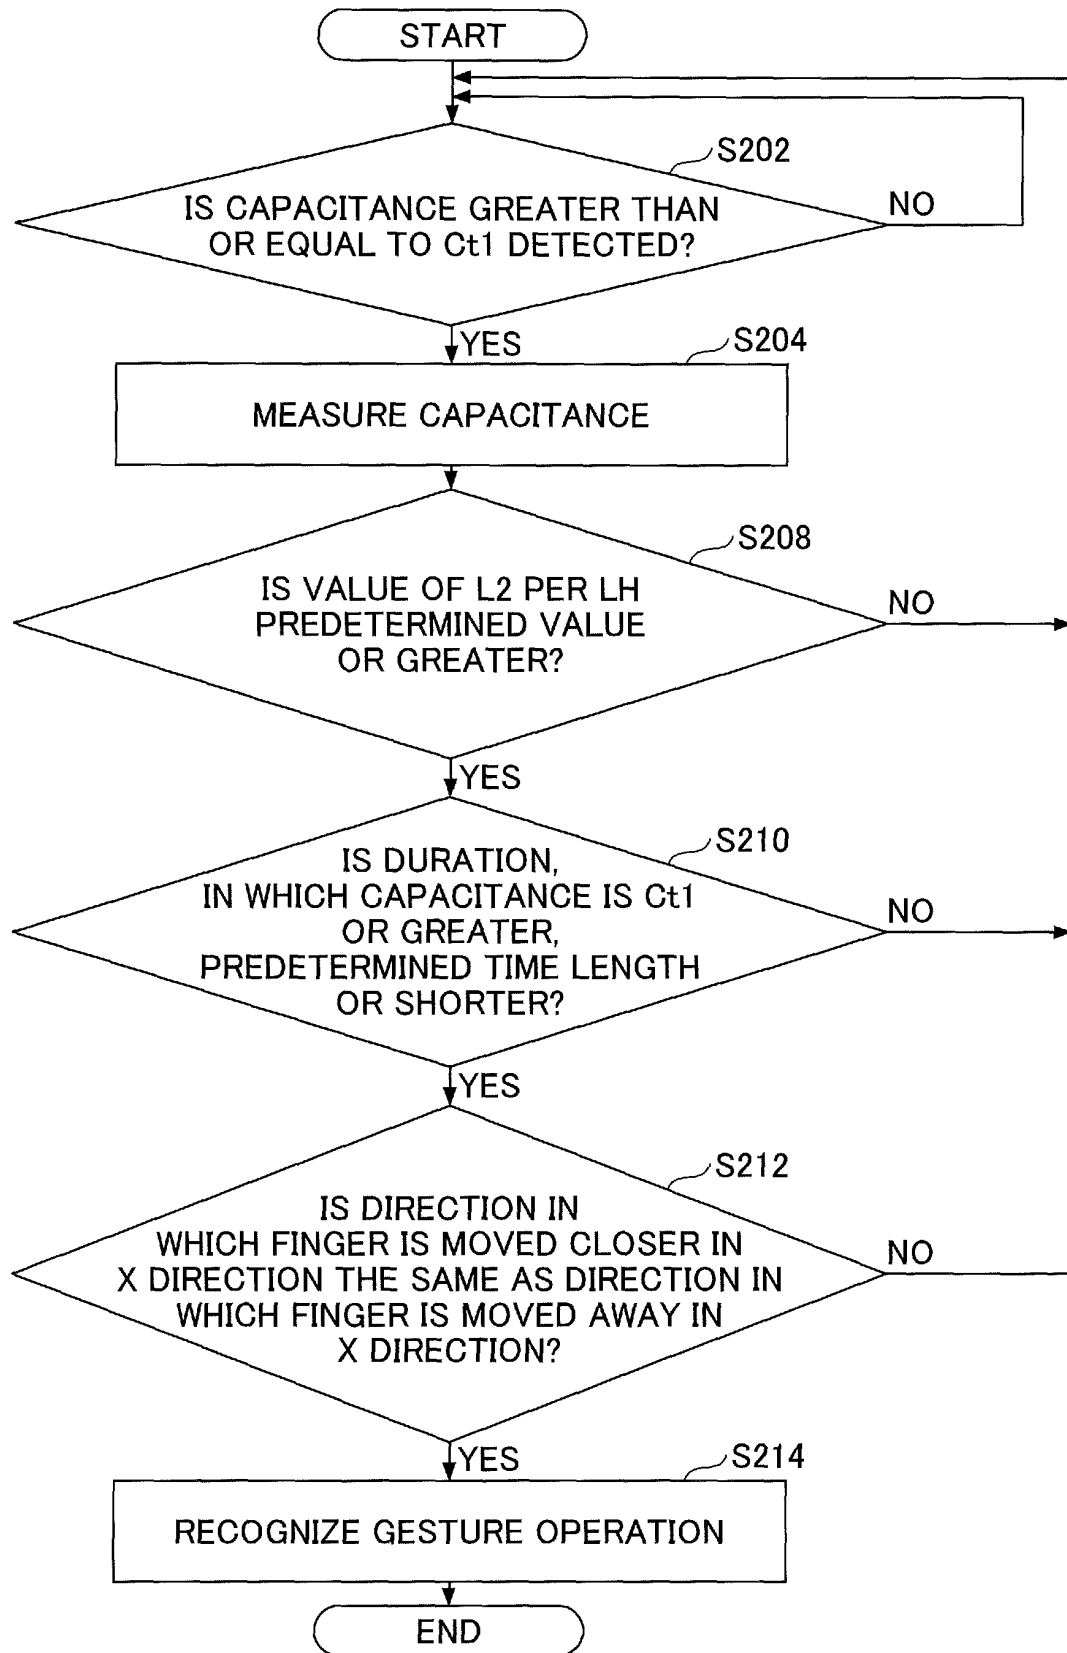 START
S202
IS CAPACITANCE GREATER THAN
OR EQUAL TO Ct1 DETECTED?
NO
YES
S204
MEASURE CAPACITANCE
S208
IS VALUE OF L2 PER LH
PREDETERMINED VALUE
OR GREATER?
NO
YES
S210
IS DURATION,
IN WHICH CAPACITANCE IS Ct1
OR GREATER,
PREDETERMINED TIME LENGTH
OR SHORTER?
NO
YES
S212
IS DIRECTION IN
WHICH FINGER IS MOVED CLOSER IN
X DIRECTION THE SAME AS DIRECTION IN
WHICH FINGER IS MOVED AWAY IN
X DIRECTION?
NO
YES
S214
RECOGNIZE GESTURE OPERATION
END